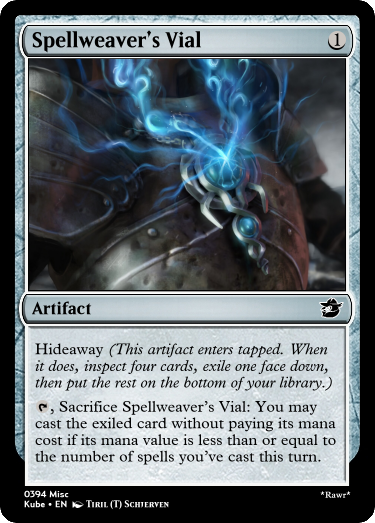 Spellweaver's Vial 1
Artifact
Hideaway (This artifact enters tapped. When
it does, inspect four cards, exile one face down,
then put the rest on the bottom of your library.)
, Sacrifice Spellweaver's Vial: You may
cast the exiled card without paying its mana
cost if its mana value is less than or equal to
the number of spells you've cast this turn.
0394 Misc *Rawr*
Kube • EN Tiril (T) Schjerven